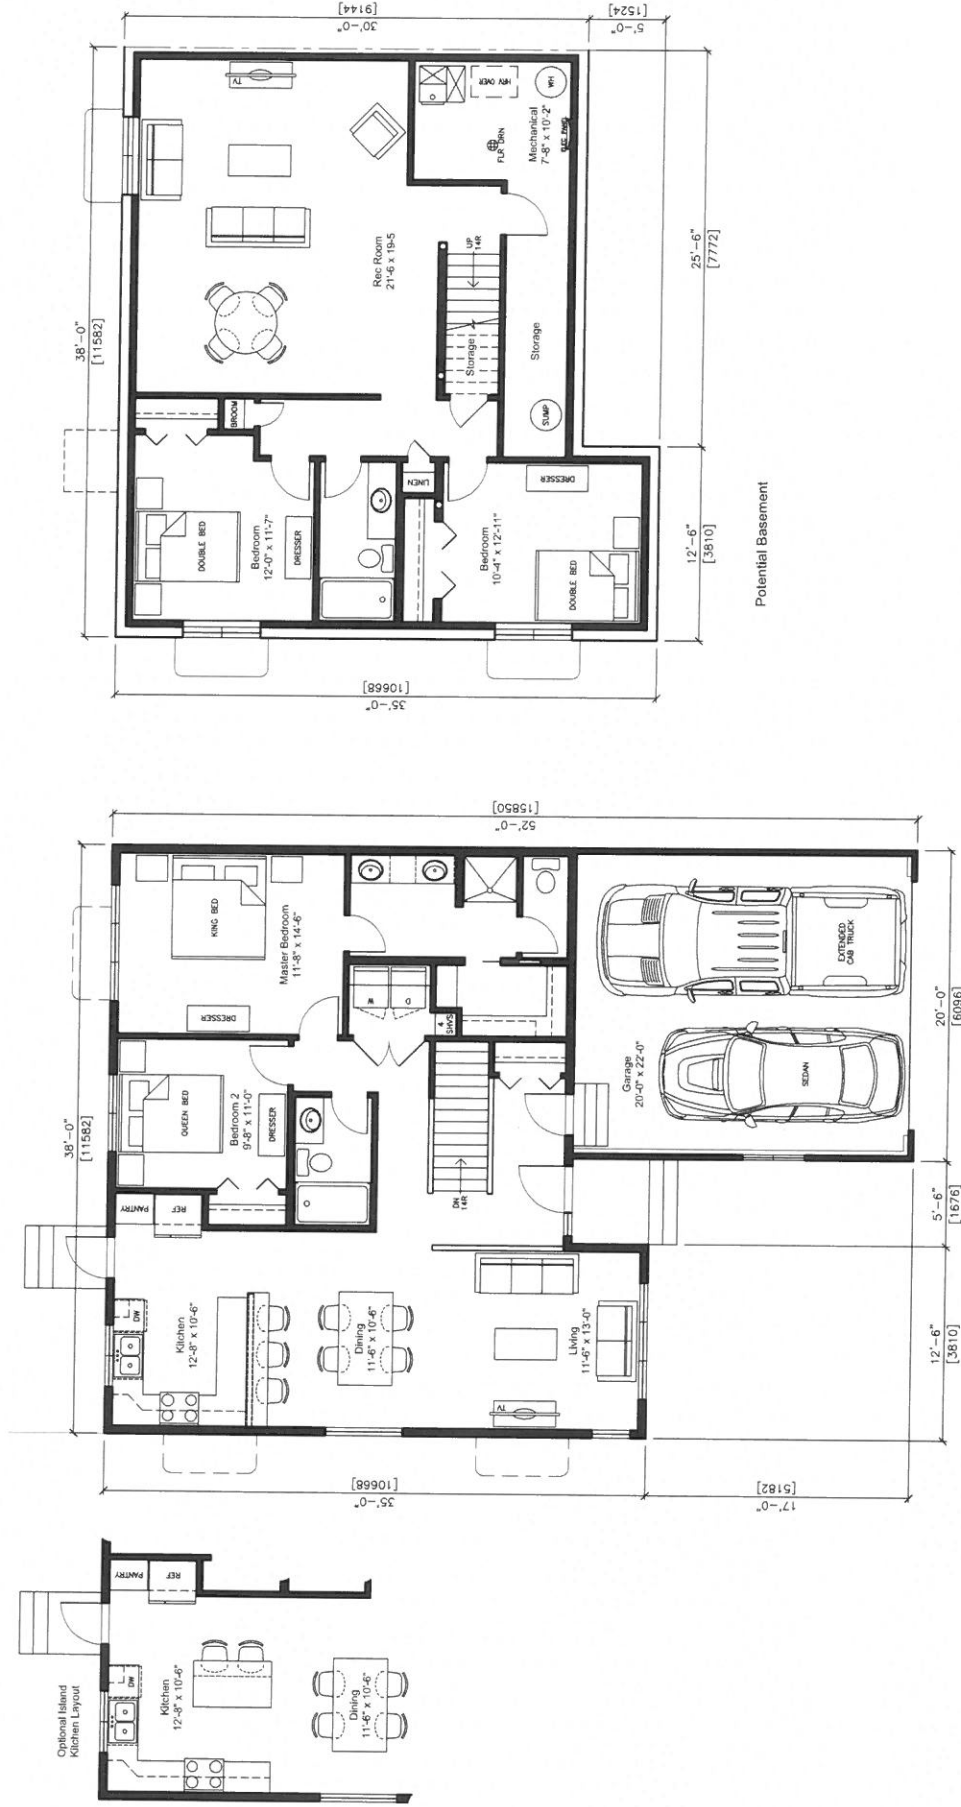 Optional Island
Kitchen Layout
PANTRY
REF
DW
Kitchen
12'-8" x 10'-6"
Dining
11'-6" x 10'-6"
38'-0"
[11582]
35'-0"
[10668]
17'-0"
[5182]
52'-0"
[15850]
12'-6"
[3810]
5'-6"
[1676]
20'-0"
[6096]
DW
Kitchen
12'-8" x 10'-6"
PANTRY
REF
Dining
11'-6" x 10'-6"
Living
11'-6" x 13'-0"
TV
QUEEN BED
Bedroom 2
9'-8" x 11'-0"
DRESSER
KING BED
Master Bedroom
11'-8" x 14'-6"
DRESSER
W
D
4
SHVS
DN
14R
Garage
20'-0" x 22'-0"
SEDAN
EXTENDED
CAB TRUCK
38'-0"
[11582]
30'-0"
[9144]
5'-0"
[1524]
35'-0"
[10668]
12'-6"
[3810]
25'-6"
[7772]
DOUBLE BED
Bedroom
12'-0" x 11'-7"
DRESSER
BROOM
LINEN
Bedroom
10'-4" x 12'-11"
DOUBLE BED
DRESSER
Rec Room
21'-6 x 19-5
TV
Storage
UP
14R
Storage
SUMP
HRV OVER
WH
FLR DRN
Mechanical
7'-8" x 10'-2"
ELEC PANEL
Potential Basement